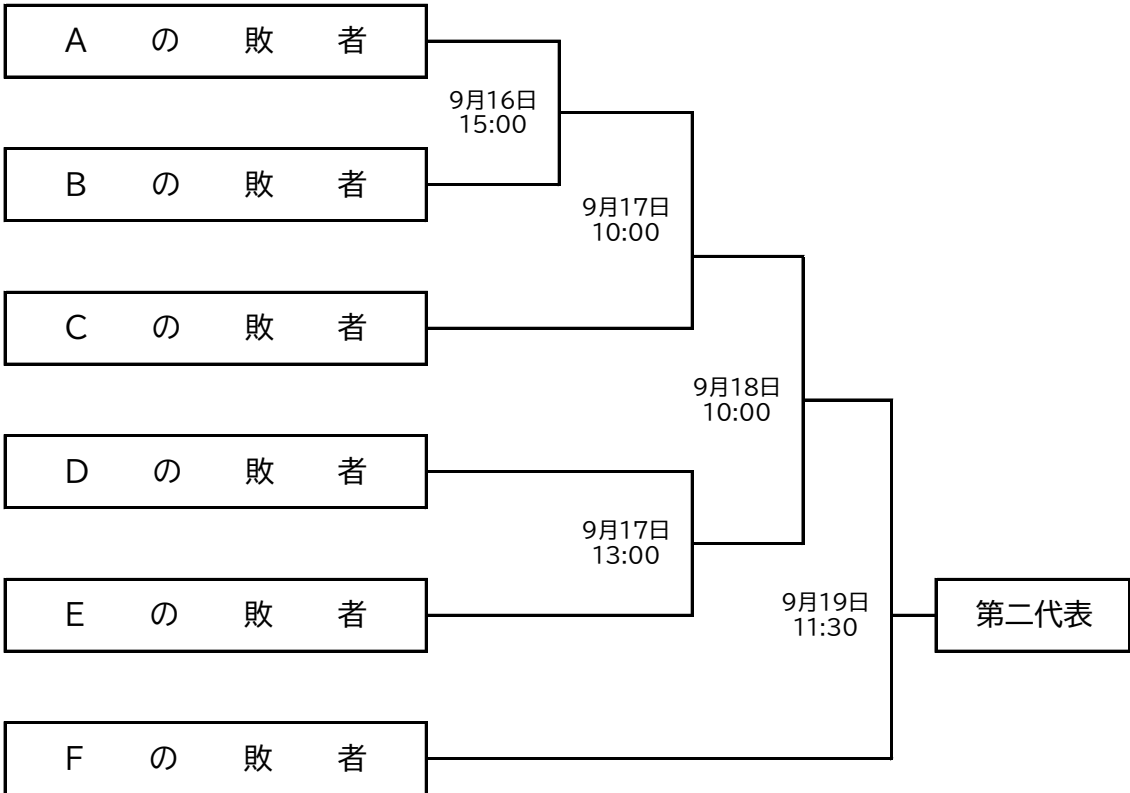 A の 敗 者
9月16日
15:00
B の 敗 者
9月17日
10:00
C の 敗 者
9月18日
10:00
D の 敗 者
9月17日
13:00
E の 敗 者
9月19日
11:30
第二代表
F の 敗 者